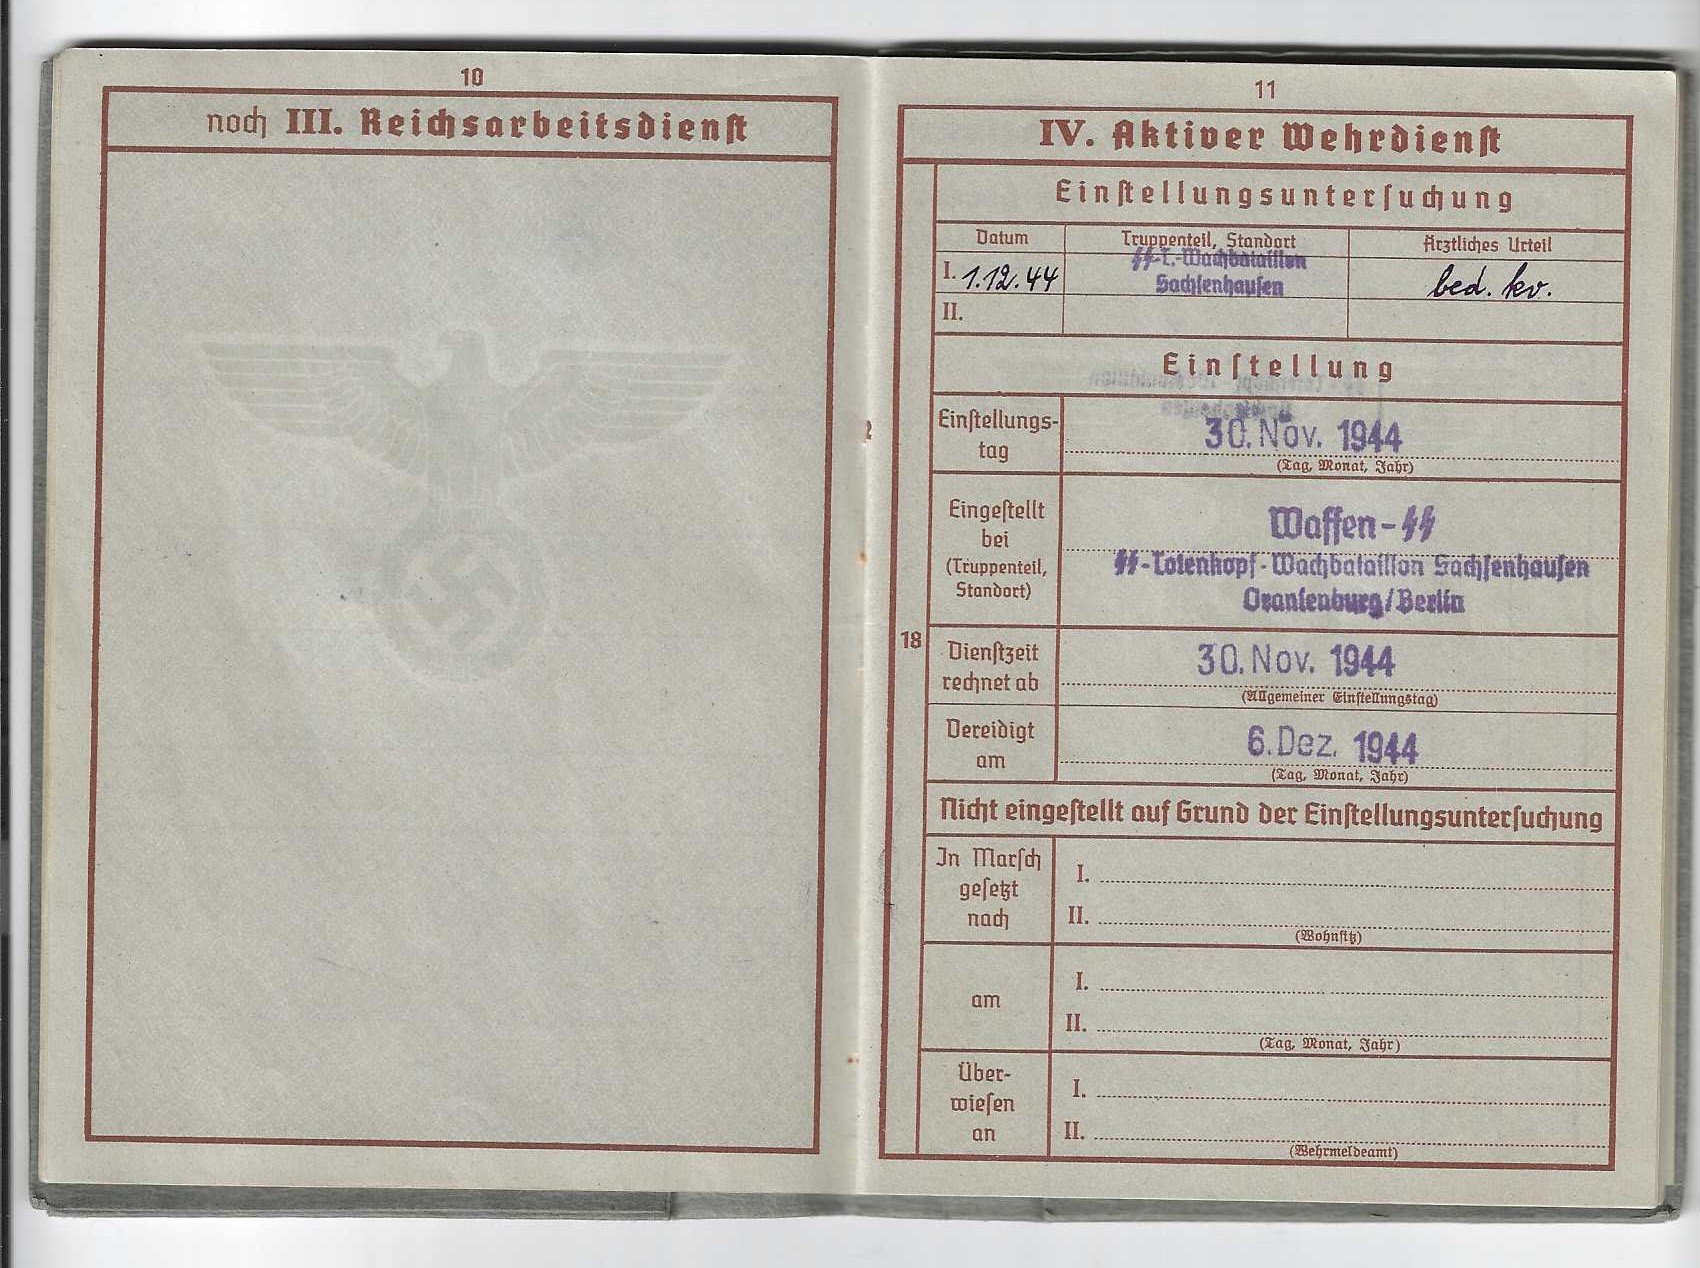 10
noch III. Reichsarbeitsdienst
11
IV. Aktiver Wehrdienst
Einstellungsuntersuchung
Datum Truppenteil, Standort Ärztliches Urteil
I. 1.12.44 SS-T.-Wachbataillon Sachsenhausen bed. kv.
II.
Einstellung
Einstellungs-
tag
30. Nov. 1944
(Tag, Monat, Jahr)
Eingestellt
bei
(Truppenteil,
Standort)
Waffen-SS
SS-Totenkopf-Wachbataillon Sachsenhausen
Oranienburg/Berlin
18
Dienstzeit
rechnet ab
30. Nov. 1944
(Allgemeiner Einstellungstag)
Vereidigt
am
6. Dez. 1944
(Tag, Monat, Jahr)
Nicht eingestellt auf Grund der Einstellungsuntersuchung
In Marsch
gesetzt
nach
I.
II.
(Wohnsitz)
am
I.
II.
(Tag, Monat, Jahr)
Über-
wiesen
an
I.
II.
(Wehrmeldeamt)